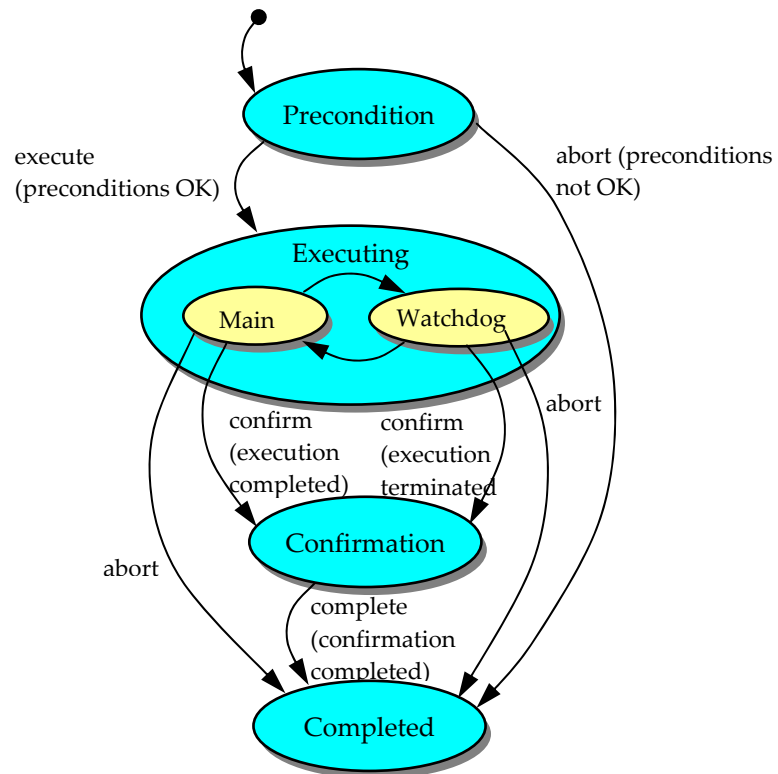 Precondition
execute
(preconditions OK)
abort (preconditions
not OK)
Executing
Main
Watchdog
abort
confirm
(execution
completed)
confirm
(execution
terminated
Confirmation
abort
complete
(confirmation
completed)
Completed